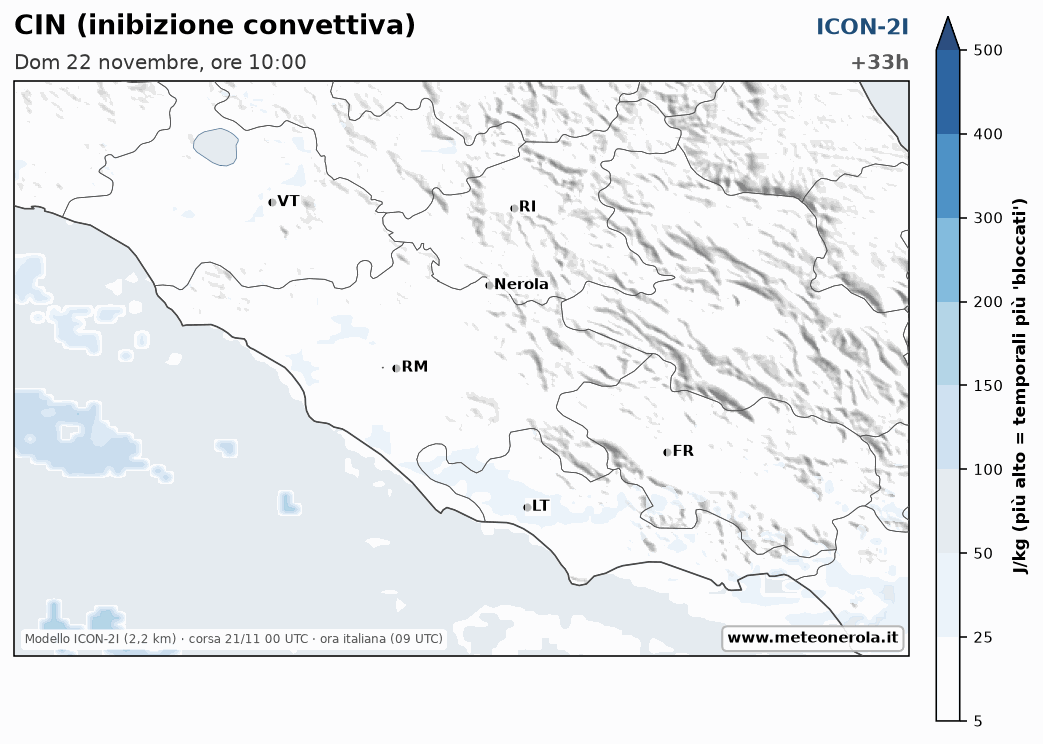 CIN (inibizione convettiva)
ICON-2I
Dom 22 novembre, ore 10:00
+33h
VT
RI
Nerola
RM
FR
LT
Modello ICON-2I (2,2 km) · corsa 21/11 00 UTC · ora italiana (09 UTC)
www.meteonerola.it
500
400
300
200
150
100
50
25
5
J/kg (più alto = temporali più 'bloccati')